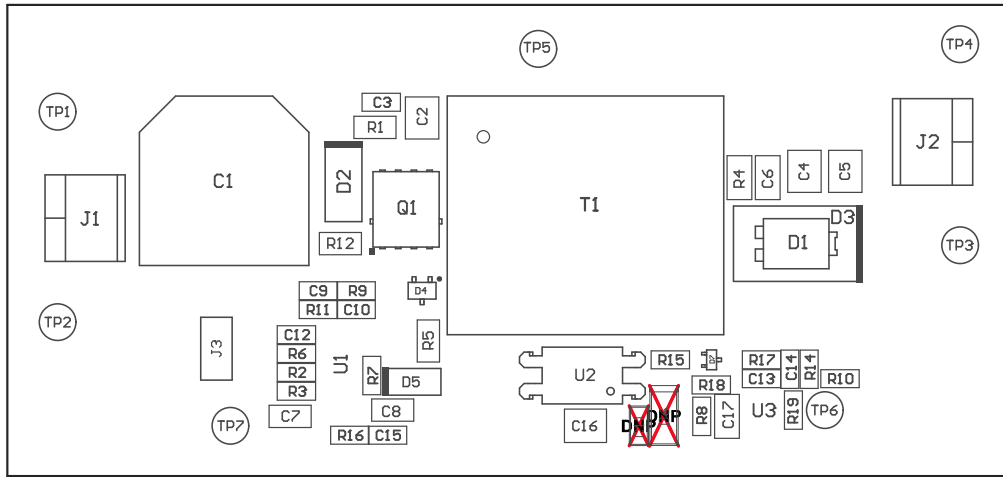 TP5
TP4
TP1
C3
C2
R1
J2
C1
D2
R4
C6
C4
C5
J1
Q1
T1
D3
D1
R12
TP3
C9
R9
D4
R11
C10
TP2
C12
R5
J3
R6
U1
R15
D7
R17
C14
R14
R2
R7
D5
U2
C13
R10
R3
R18
C7
C8
R8
C17
U3
R19
TP6
DNP
DNP
TP7
C16
R16
C15